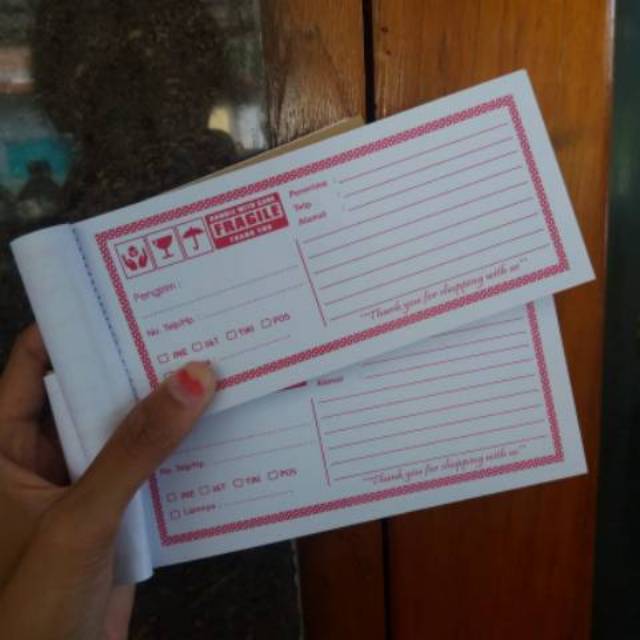 HANDLE WITH CARE
FRAGILE
THANK YOU
Penerima :
Telp :
Alamat :
Pengirim :
No. Telp/Hp. :
JNE J&T TIKI POS
"Thank you for shopping with us"
Alamat :
No. Telp/Hp.
JNE J&T TIKI POS
Lainnya :
"Thank you for shopping with us"